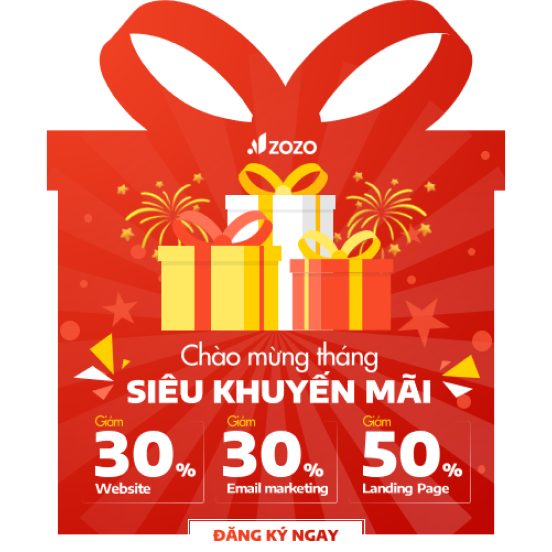 ZOZO
Chào mừng tháng
SIÊU KHUYẾN MÃI
Giảm Giảm Giảm
30% 30% 50%
Website Email marketing Landing Page
ĐĂNG KÝ NGAY